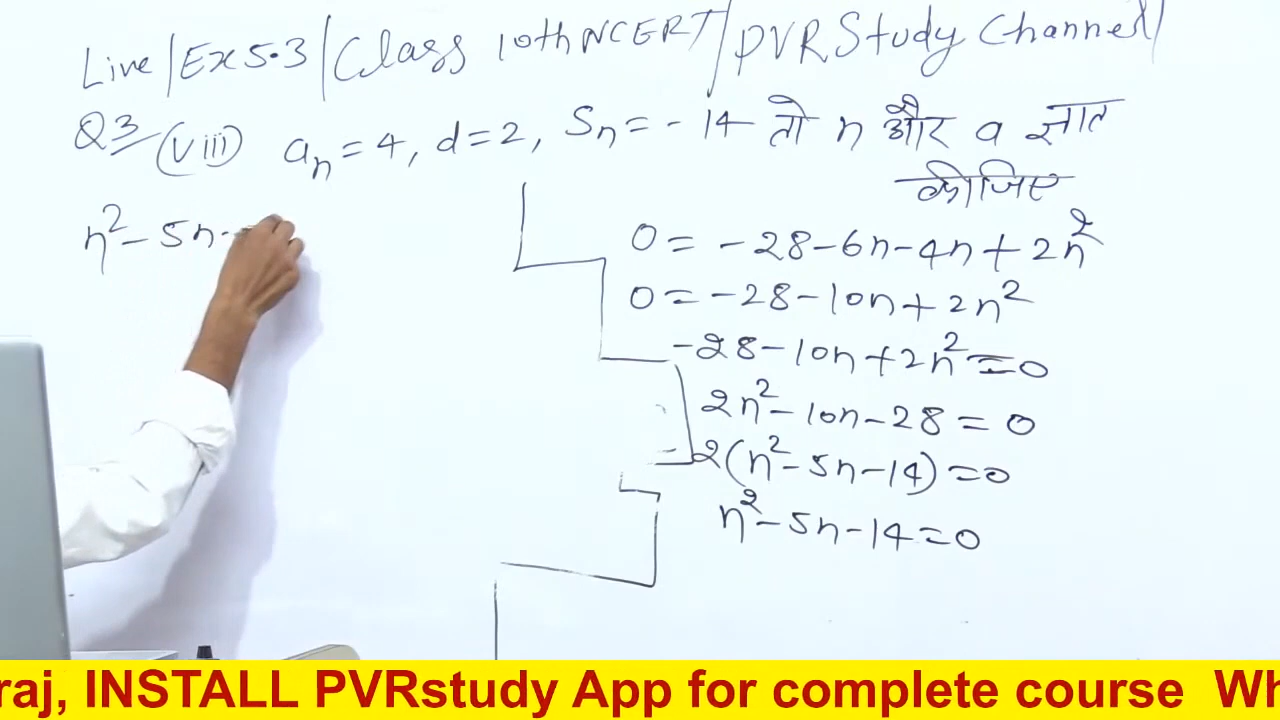 Live/Ex5.3/Class 10th NCERT/PVR Study Channel/
Q3 (viii) aₙ = 4, d = 2, Sₙ = - 14 तो n और a ज्ञात
कीजिए
n² - 5n -
0 = - 28 - 6n - 4n + 2n²
0 = - 28 - 10n + 2n²
- 28 - 10n + 2n² = 0
2n² - 10n - 28 = 0
2(n² - 5n - 14) = 0
n² - 5n - 14 = 0
raj, INSTALL PVRstudy App for complete course Wh